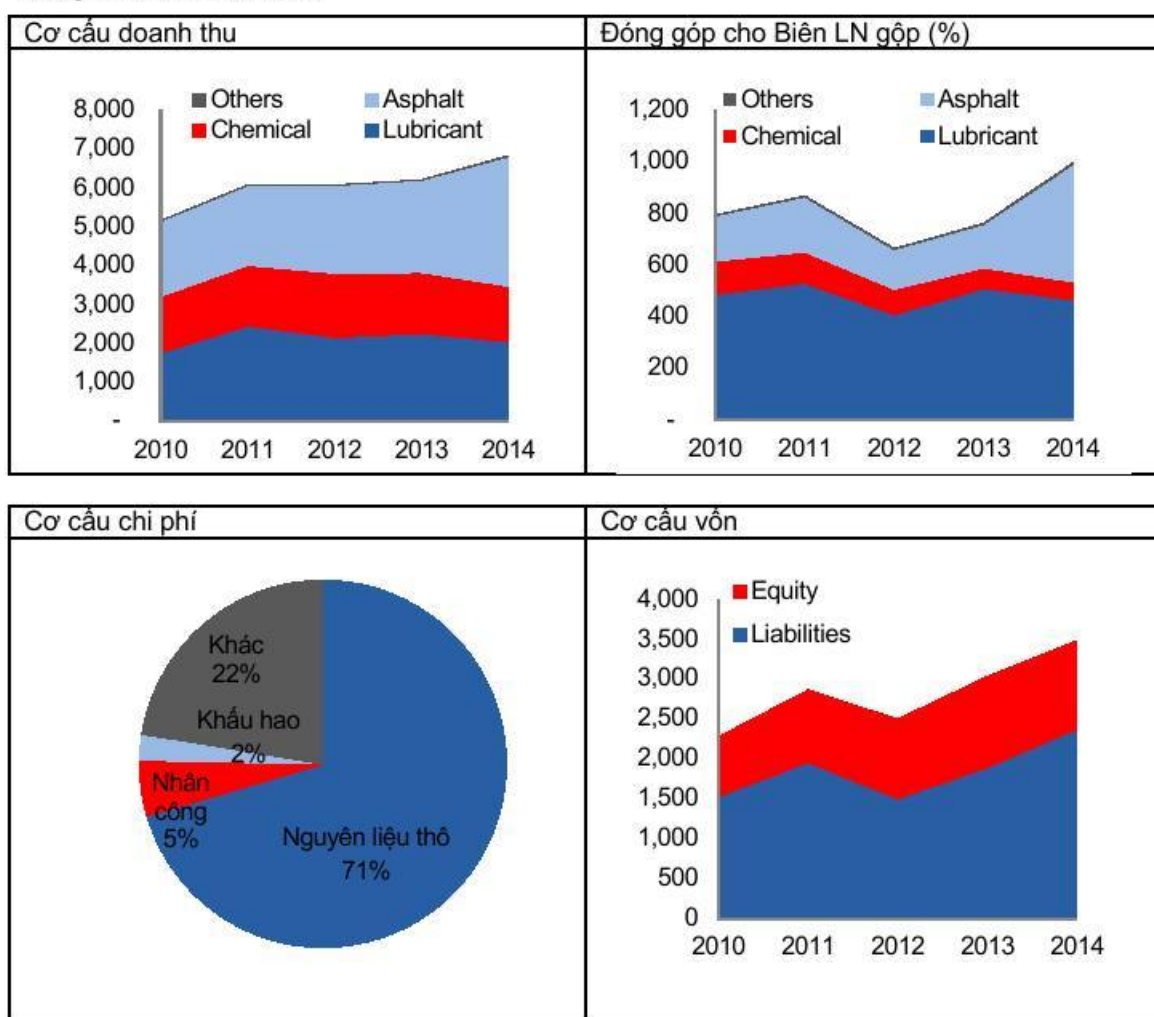 Cơ cấu doanh thu
Đóng góp cho Biên LN gộp (%)
Others
Asphalt
Chemical
Lubricant
8,000
7,000
6,000
5,000
4,000
3,000
2,000
1,000
-
2010 2011 2012 2013 2014
Others
Asphalt
Chemical
Lubricant
1,200
1,000
800
600
400
200
-
2010 2011 2012 2013 2014
Cơ cấu chi phí
Cơ cấu vốn
Khác
22%
Khấu hao
2%
Nhân
công
5%
Nguyên liệu thô
71%
Equity
Liabilities
4,000
3,500
3,000
2,500
2,000
1,500
1,000
500
0
2010 2011 2012 2013 2014